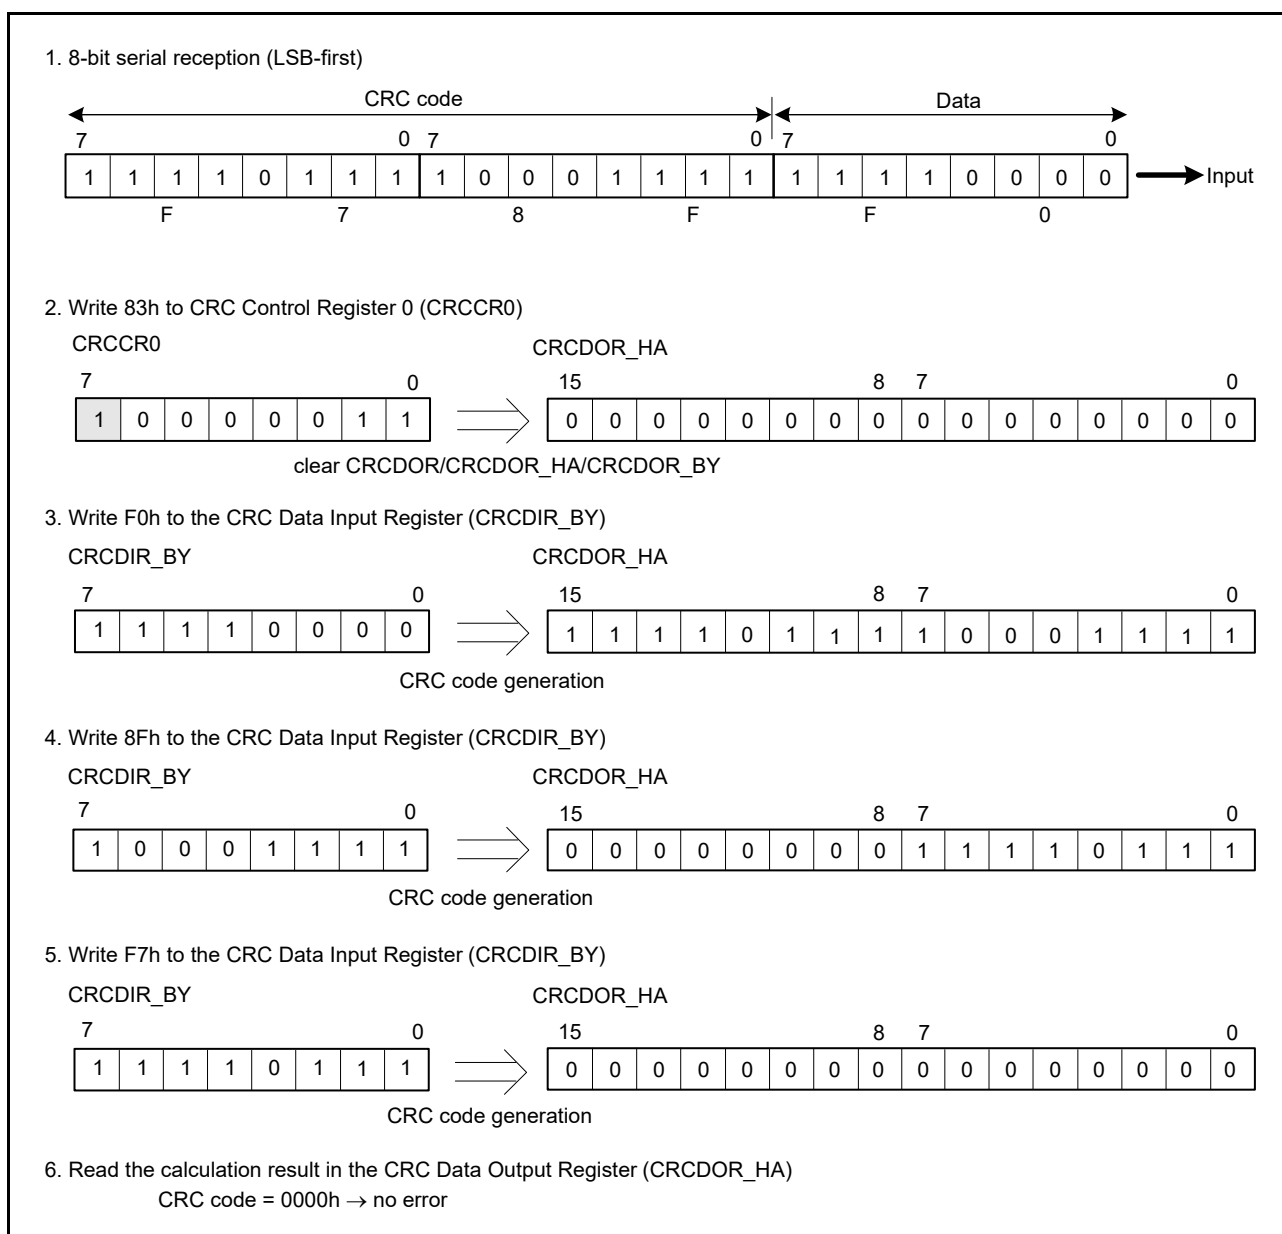 1. 8-bit serial reception (LSB-first)
CRC code Data
7 0 7 0 7 0
1 1 1 1 0 1 1 1 1 0 0 0 1 1 1 1 1 1 1 1 0 0 0 0 Input
F 7 8 F F 0
2. Write 83h to CRC Control Register 0 (CRCCR0)
CRCCR0 CRCDOR_HA
7 0 15 8 7 0
1 0 0 0 0 0 1 1 0 0 0 0 0 0 0 0 0 0 0 0 0 0 0 0
clear CRCDOR/CRCDOR_HA/CRCDOR_BY
3. Write F0h to the CRC Data Input Register (CRCDIR_BY)
CRCDIR_BY CRCDOR_HA
7 0 15 8 7 0
1 1 1 1 0 0 0 0 1 1 1 1 0 1 1 1 1 0 0 0 1 1 1 1
CRC code generation
4. Write 8Fh to the CRC Data Input Register (CRCDIR_BY)
CRCDIR_BY CRCDOR_HA
7 0 15 8 7 0
1 0 0 0 1 1 1 1 0 0 0 0 0 0 0 0 1 1 1 1 0 1 1 1
CRC code generation
5. Write F7h to the CRC Data Input Register (CRCDIR_BY)
CRCDIR_BY CRCDOR_HA
7 0 15 8 7 0
1 1 1 1 0 1 1 1 0 0 0 0 0 0 0 0 0 0 0 0 0 0 0 0
CRC code generation
6. Read the calculation result in the CRC Data Output Register (CRCDOR_HA)
CRC code = 0000h → no error